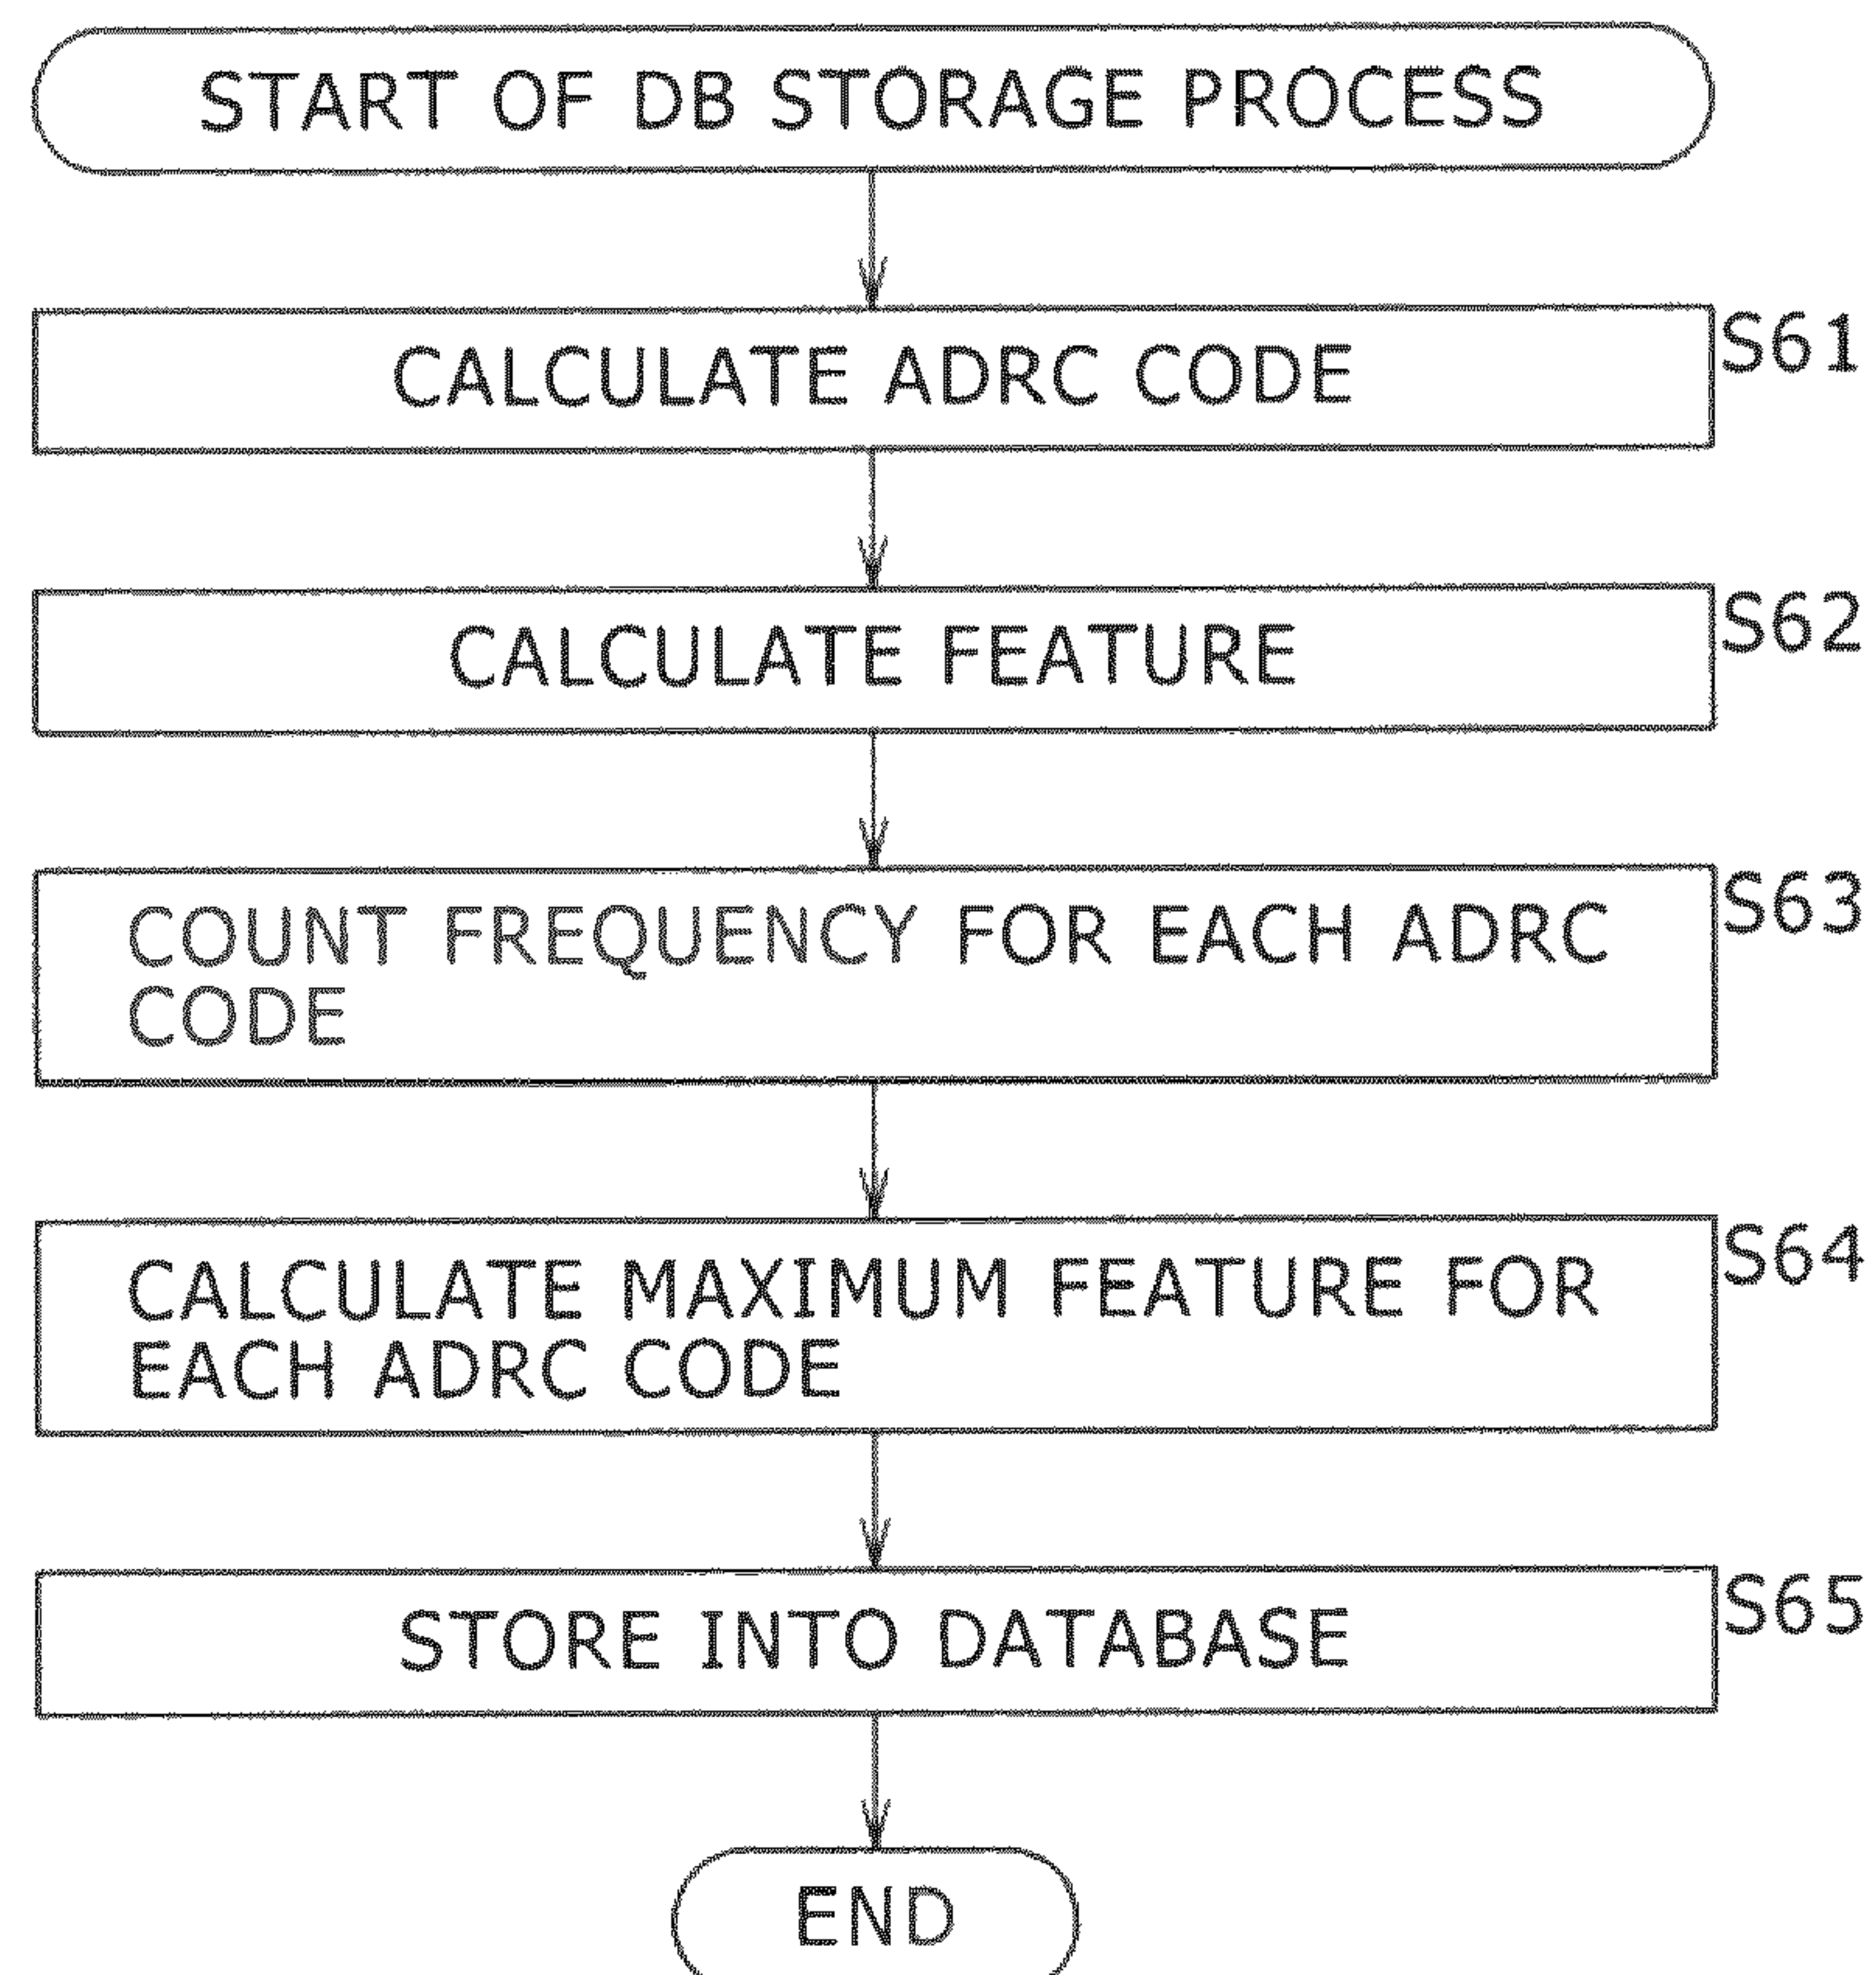 START OF DB STORAGE PROCESS
CALCULATE ADRC CODE
S61
CALCULATE FEATURE
S62
COUNT FREQUENCY FOR EACH ADRC
CODE
S63
CALCULATE MAXIMUM FEATURE FOR
EACH ADRC CODE
S64
STORE INTO DATABASE
S65
END